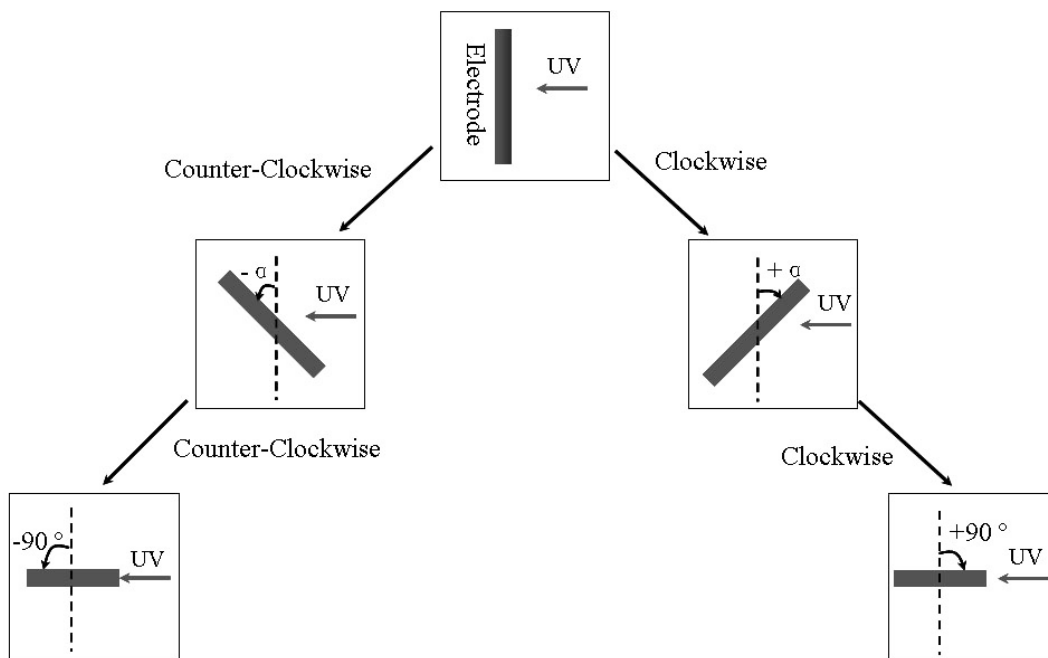 Electrode
UV
Counter-Clockwise
Clockwise
- α
UV
+ α
UV
Counter-Clockwise
Clockwise
-90 °
UV
+90 °
UV